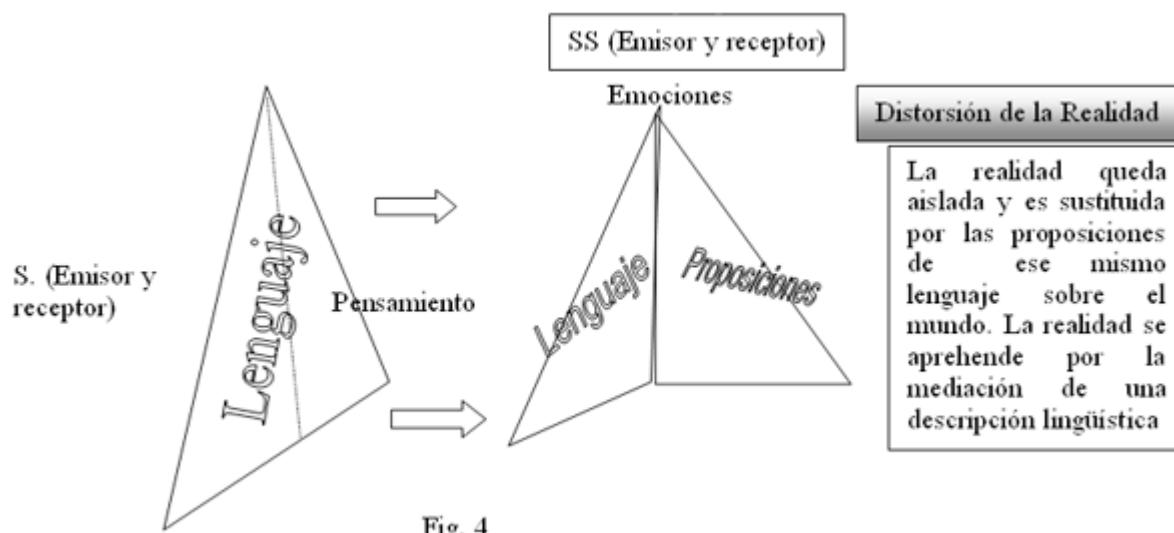 SS (Emisor y receptor)
Emociones
Distorsión de la Realidad
S. (Emisor y
receptor)
Lenguaje
Pensamiento
Lenguaje
Proposiciones
La realidad queda
aislada y es sustituida
por las proposiciones
de ese mismo
lenguaje sobre el
mundo. La realidad se
aprehende por la
mediación de una
descripción lingüística
Fig. 4